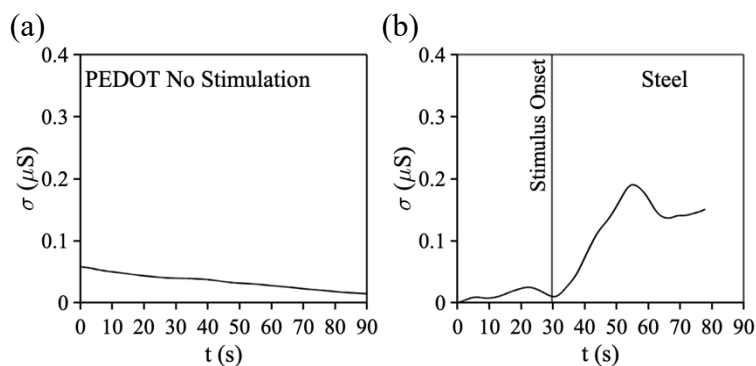 (a)
0.4
0.3
0.2
0.1
0
σ (μS)
PEDOT No Stimulation
0 10 20 30 40 50 60 70 80 90
t (s)
(b)
0.4
0.3
0.2
0.1
0
σ (μS)
Stimulus Onset
Steel
0 10 20 30 40 50 60 70 80 90
t (s)